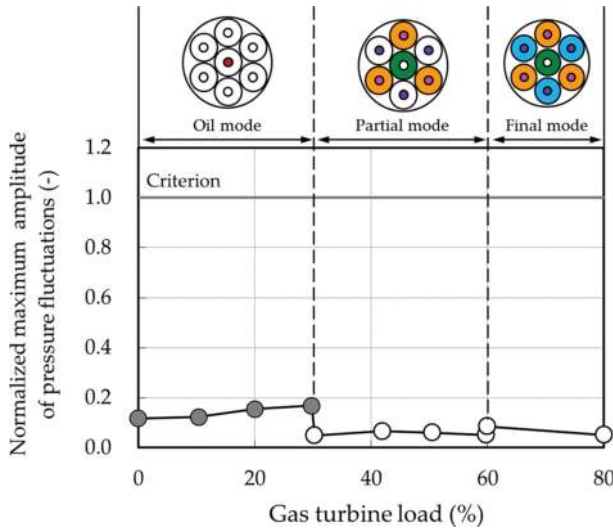 Oil mode
Partial mode
Final mode
Normalized maximum amplitude
of pressure fluctuations (-)
1.2
Criterion
1.0
0.8
0.6
0.4
0.2
0.0
0
20
40
60
80
Gas turbine load (%)